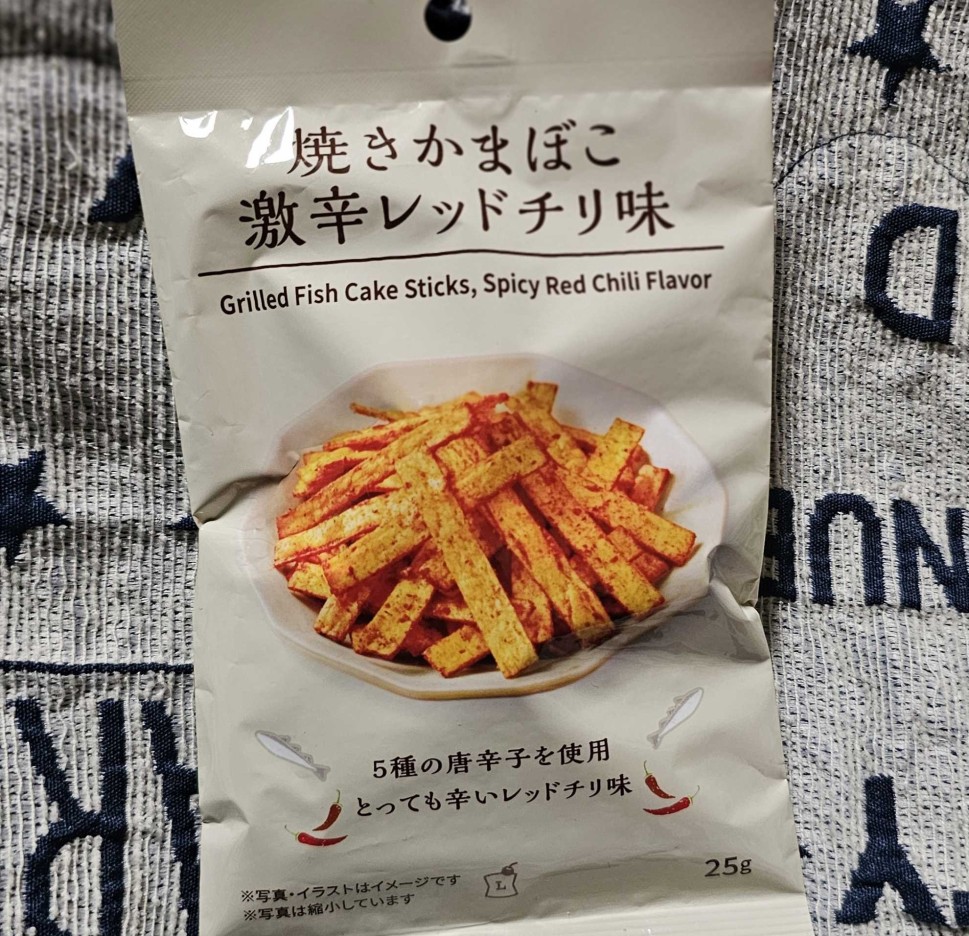 焼きかまぼこ
激辛レッドチリ味
Grilled Fish Cake Sticks, Spicy Red Chili Flavor
5種の唐辛子を使用
とっても辛いレッドチリ味
25g
L
※写真・イラストはイメージです
※写真は縮小しています
D